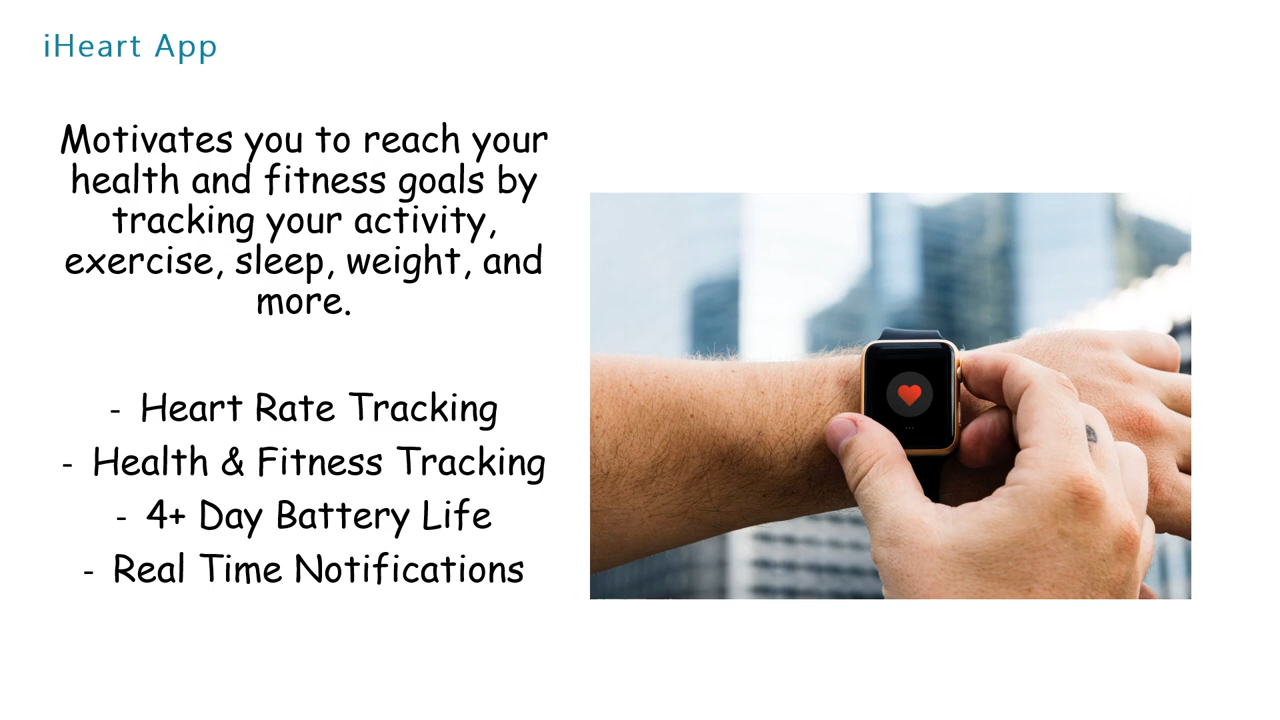 iHeart App
Motivates you to reach your
health and fitness goals by
tracking your activity,
exercise, sleep, weight, and
more.
- Heart Rate Tracking
- Health & Fitness Tracking
- 4+ Day Battery Life
- Real Time Notifications